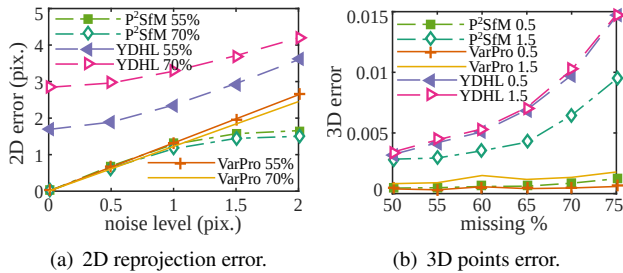 P²SfM 55%
P²SfM 70%
YDHL 55%
YDHL 70%
VarPro 55%
VarPro 70%
2D error (pix.)
5
4
3
2
1
0
0 0.5 1 1.5 2
noise level (pix.)
(a) 2D reprojection error.
P²SfM 0.5
P²SfM 1.5
VarPro 0.5
VarPro 1.5
YDHL 0.5
YDHL 1.5
3D error
0.015
0.01
0.005
0
50 55 60 65 70 75
missing %
(b) 3D points error.